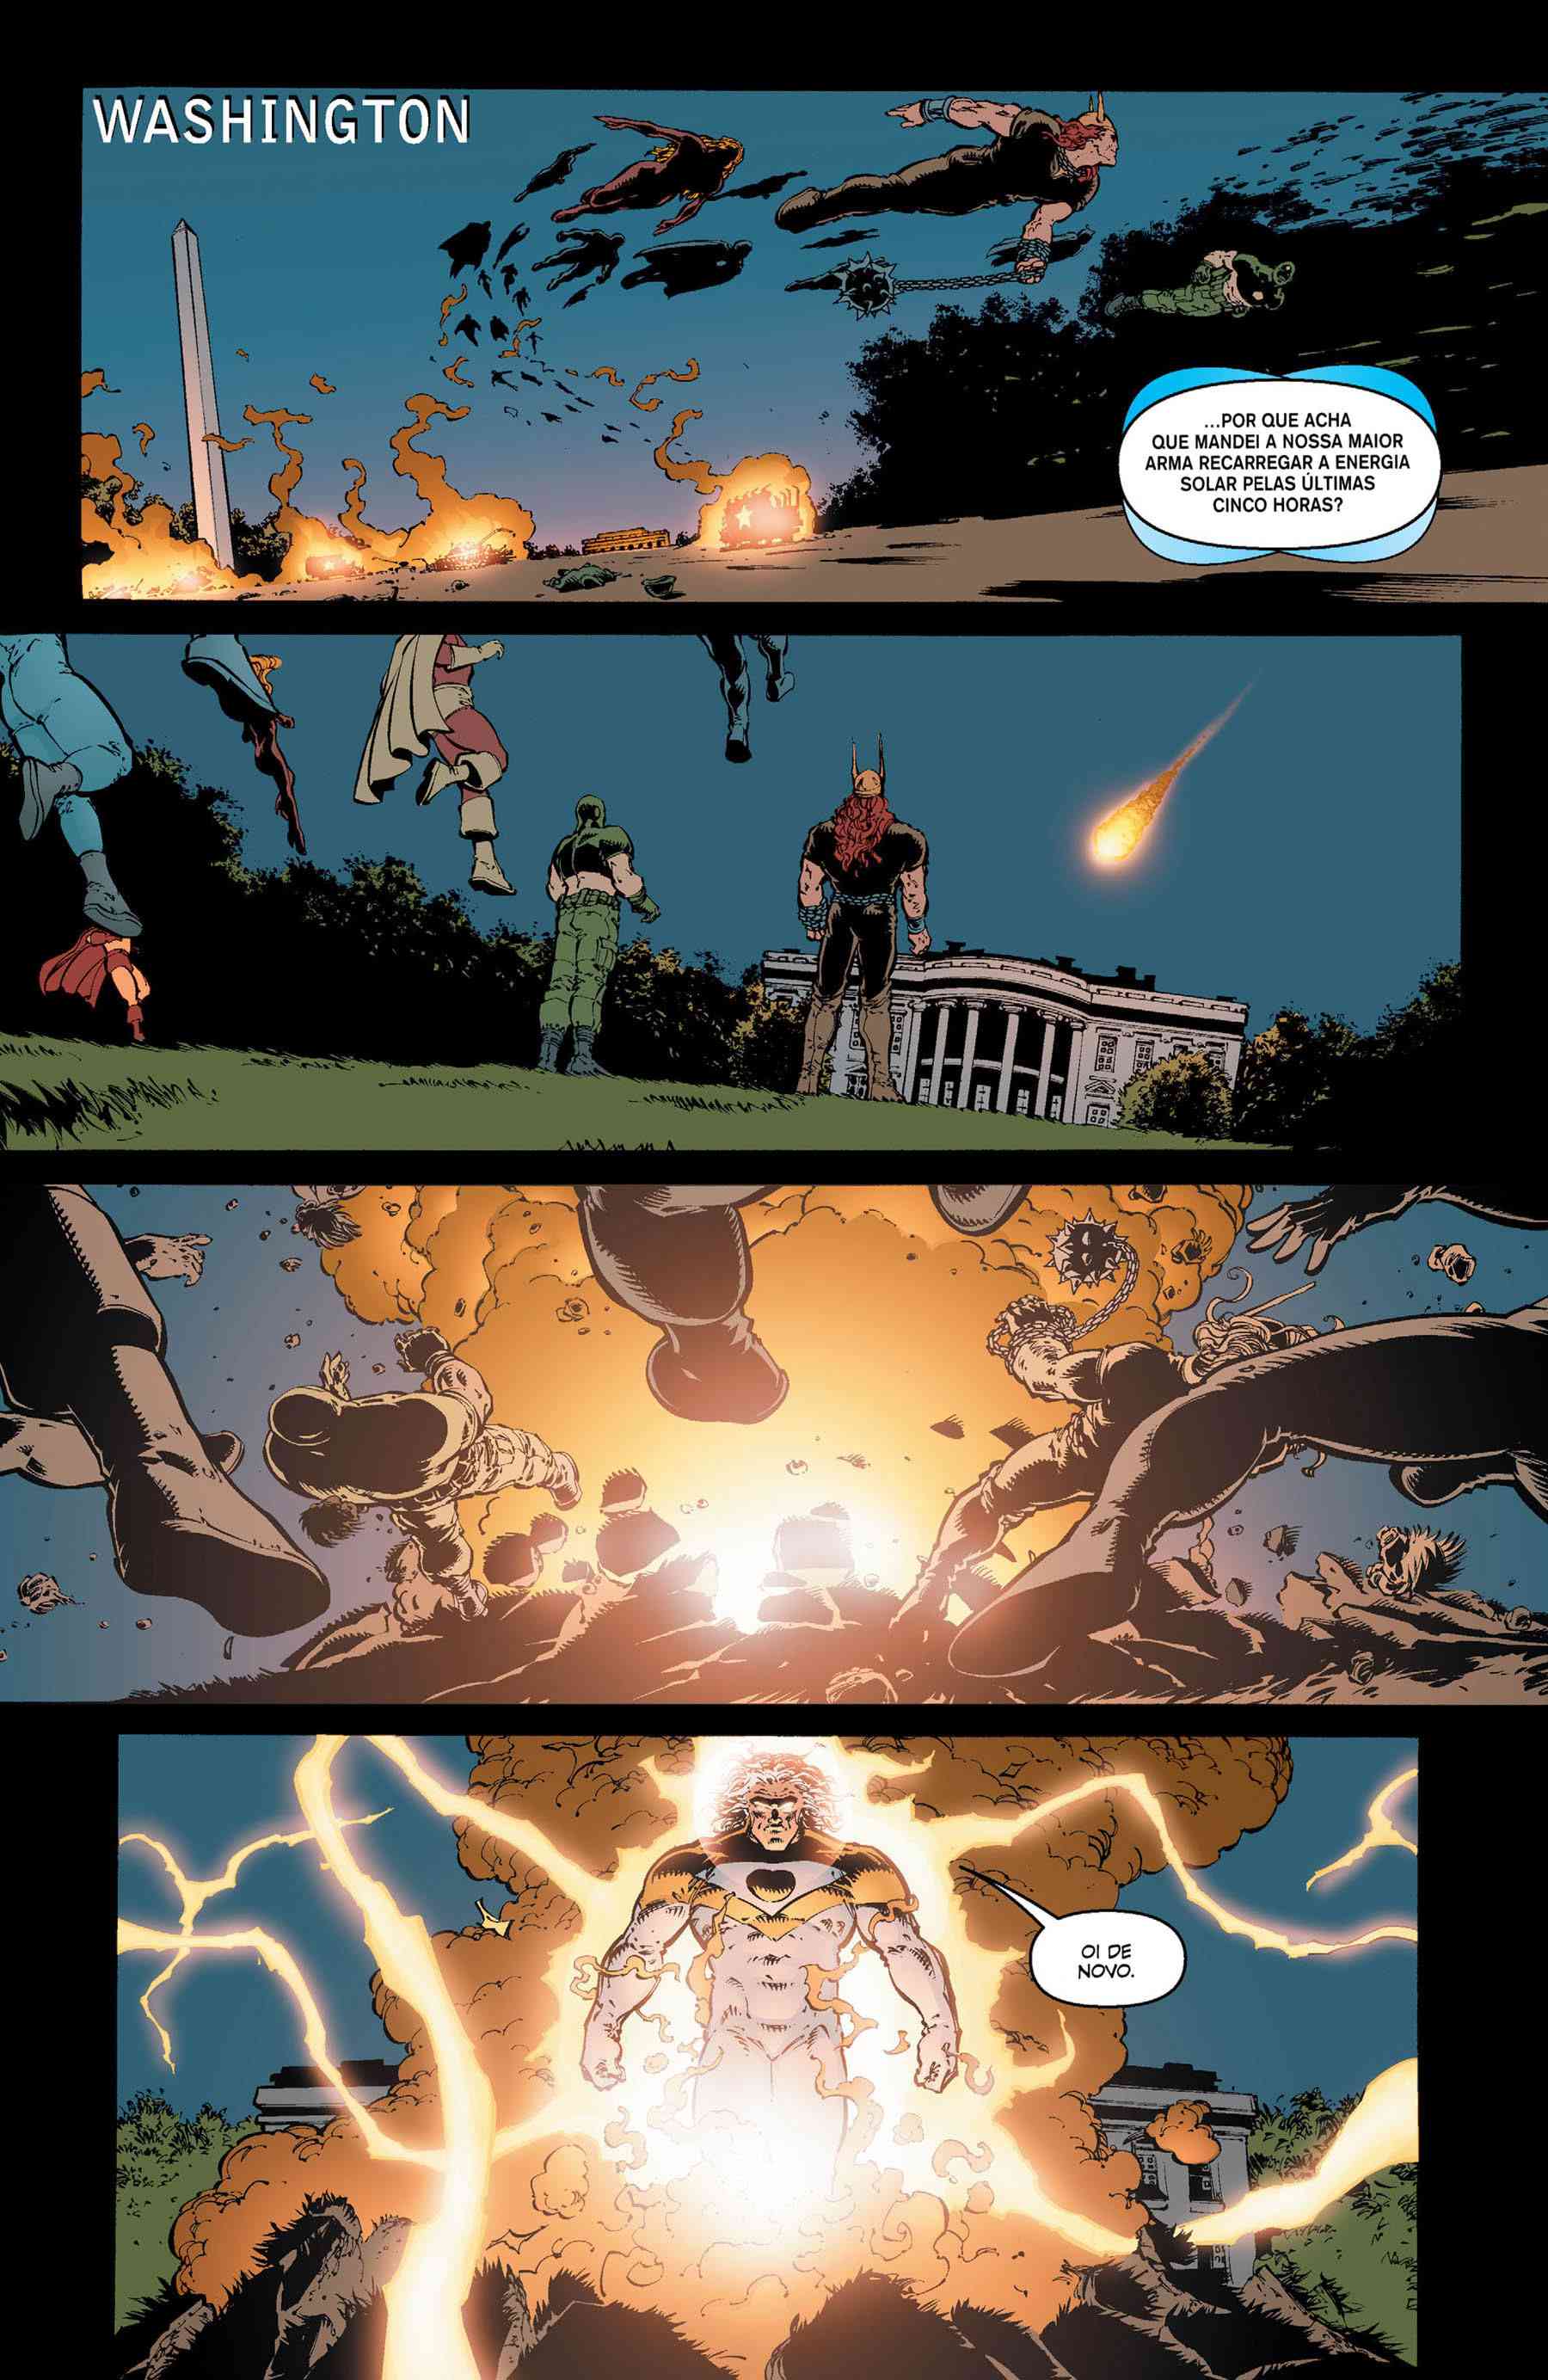 WASHINGTON
...POR QUE ACHA
QUE MANDEI A NOSSA MAIOR
ARMA RECARREGAR A ENERGIA
SOLAR PELAS ÚLTIMAS
CINCO HORAS?
OI DE
NOVO.